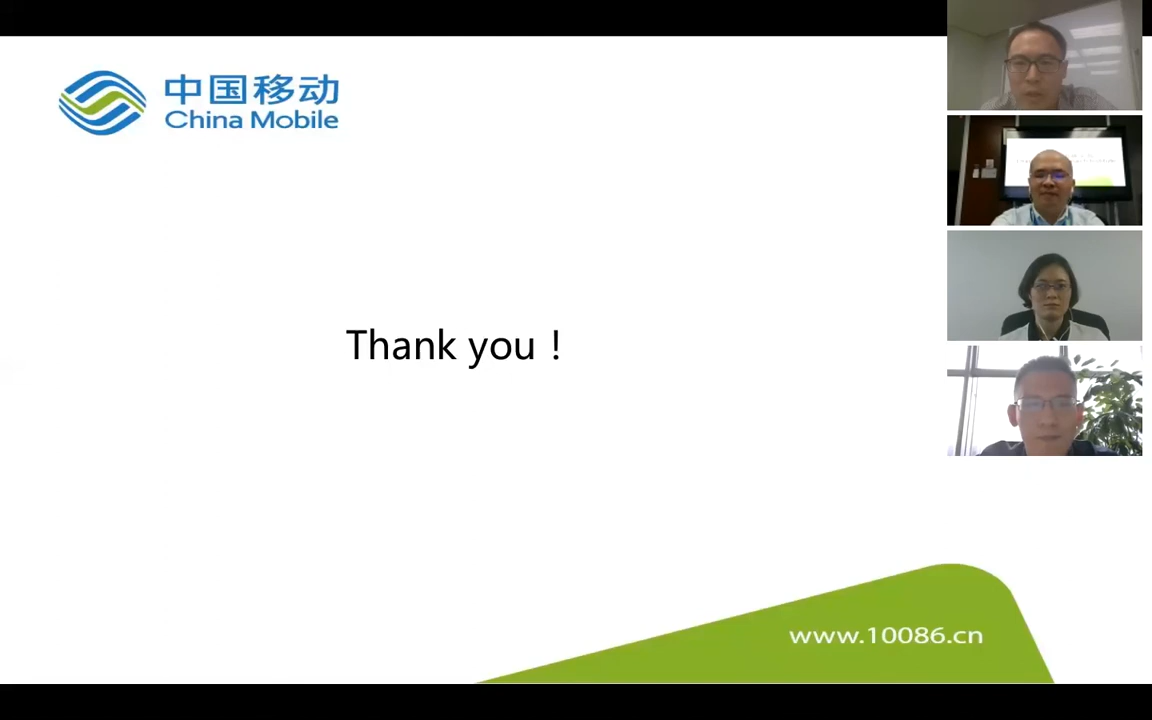 中国移动
China Mobile
Thank you !
www.10086.cn